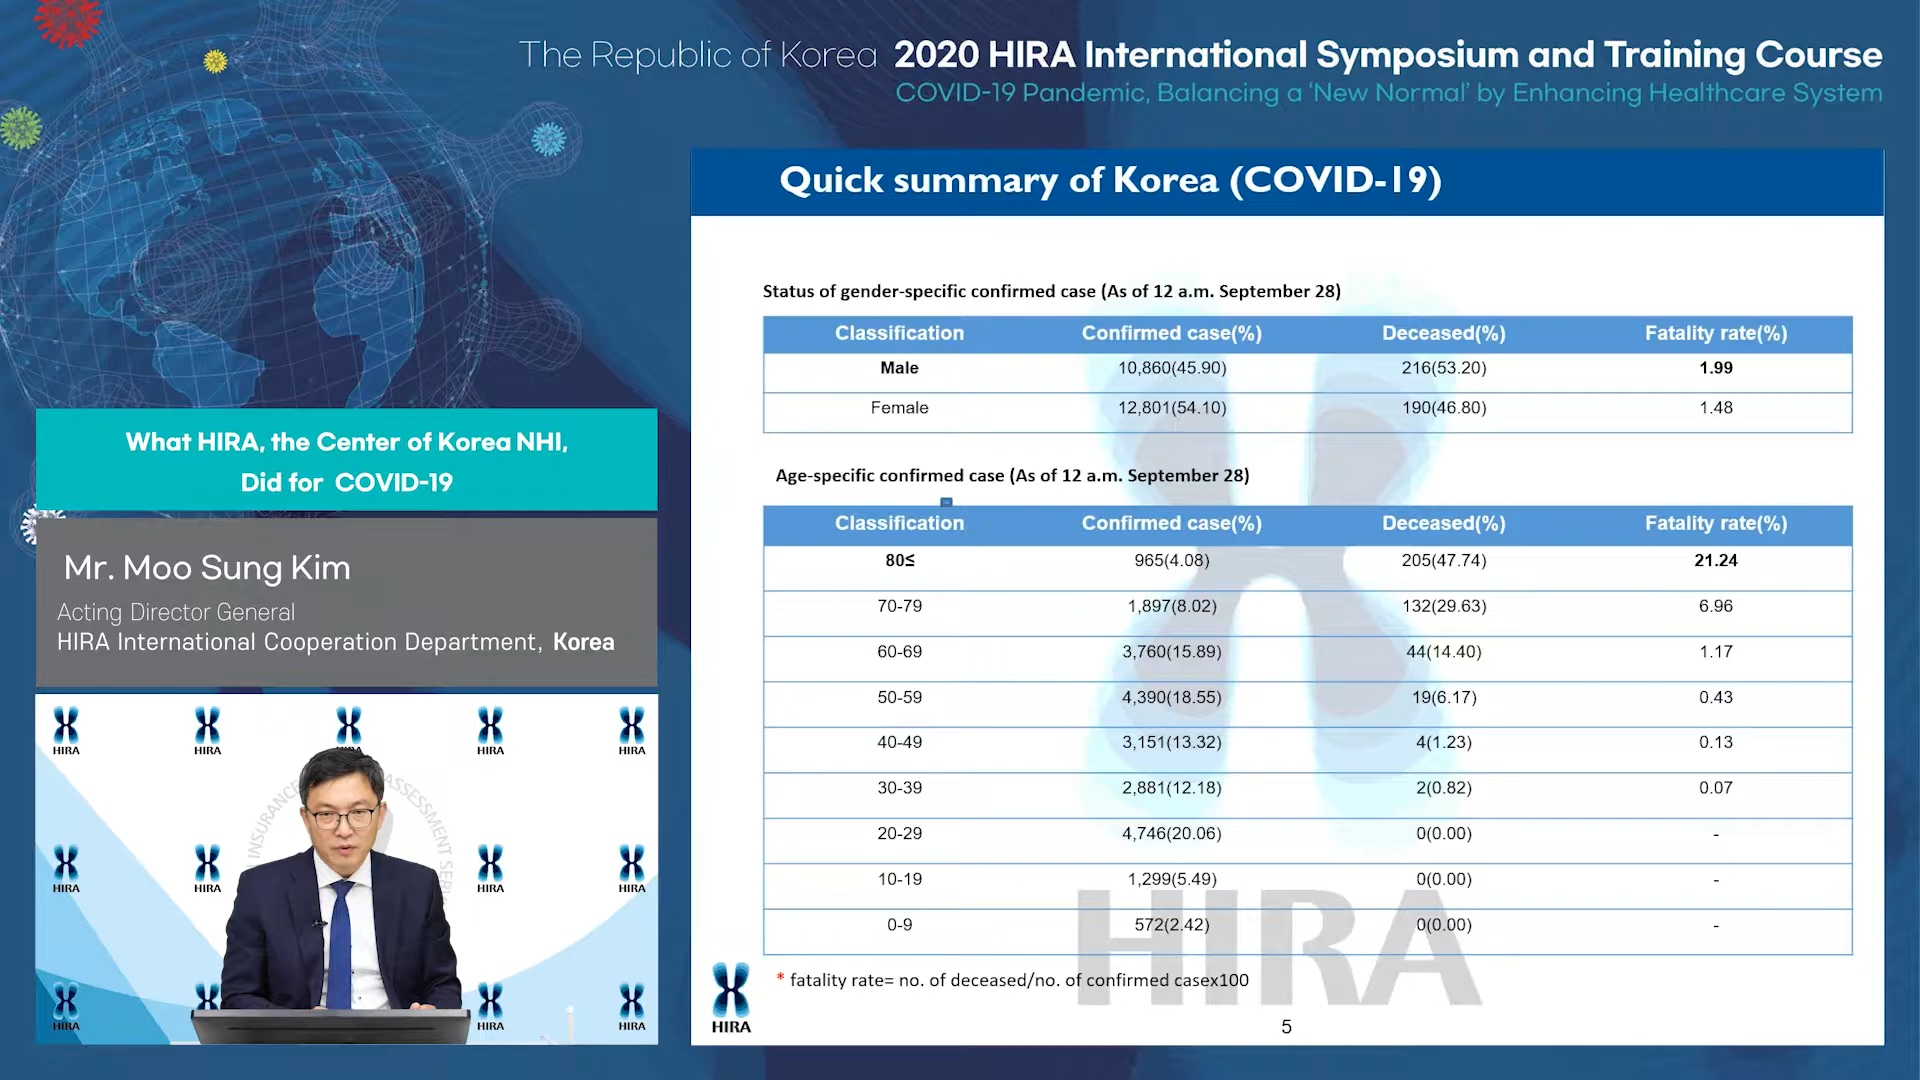 The Republic of Korea 2020 HIRA International Symposium and Training Course
COVID-19 Pandemic, Balancing a ‘New Normal’ by Enhancing Healthcare System
What HIRA, the Center of Korea NHI,
Did for COVID-19
Mr. Moo Sung Kim
Acting Director General
HIRA International Cooperation Department, Korea
HIRA HIRA HIRA HIRA
INSURANCE ASSESSMENT
HIRA HIRA HIRA HIRA
HIRA HIRA HIRA
Quick summary of Korea (COVID-19)
Status of gender-specific confirmed case (As of 12 a.m. September 28)
Classification Confirmed case(%) Deceased(%) Fatality rate(%)
Male 10,860(45.90) 216(53.20) 1.99
Female 12,801(54.10) 190(46.80) 1.48
Age-specific confirmed case (As of 12 a.m. September 28)
Classification Confirmed case(%) Deceased(%) Fatality rate(%)
80≤ 965(4.08) 205(47.74) 21.24
70-79 1,897(8.02) 132(29.63) 6.96
60-69 3,760(15.89) 44(14.40) 1.17
50-59 4,390(18.55) 19(6.17) 0.43
40-49 3,151(13.32) 4(1.23) 0.13
30-39 2,881(12.18) 2(0.82) 0.07
20-29 4,746(20.06) 0(0.00) -
10-19 1,299(5.49) 0(0.00) -
0-9 572(2.42) 0(0.00) -
* fatality rate= no. of deceased/no. of confirmed casex100
HIRA
HIRA
5